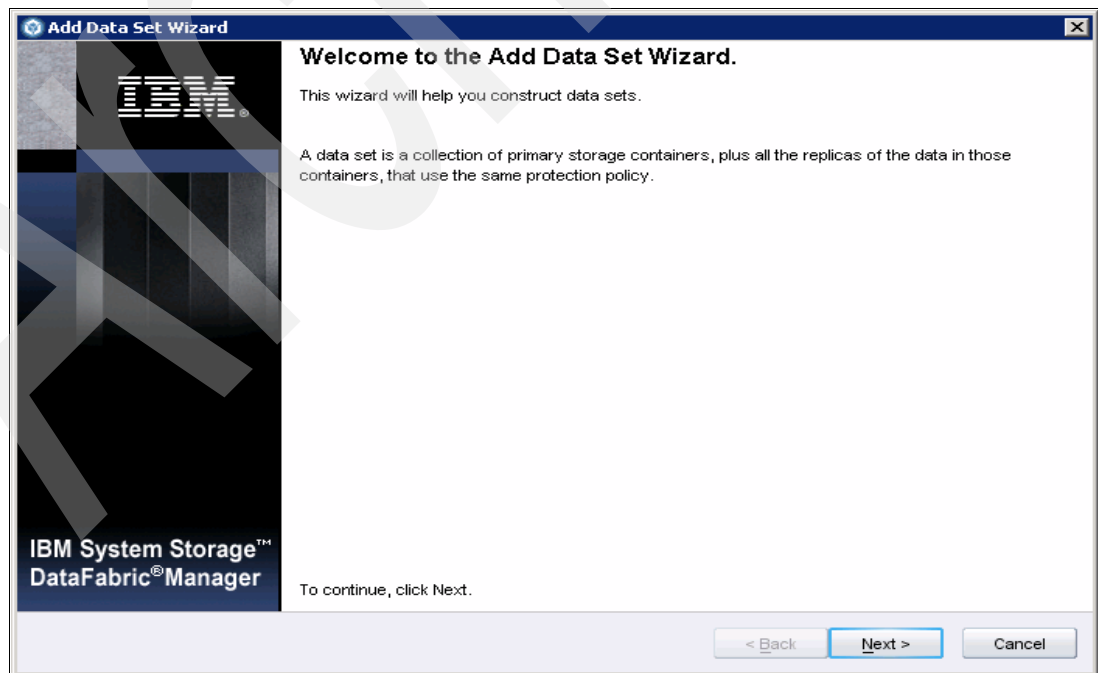 Add Data Set Wizard
IBM®
Welcome to the Add Data Set Wizard.
This wizard will help you construct data sets.
A data set is a collection of primary storage containers, plus all the replicas of the data in those
containers, that use the same protection policy.
IBM System Storage™
DataFabric®Manager
To continue, click Next.
< Back
Next >
Cancel